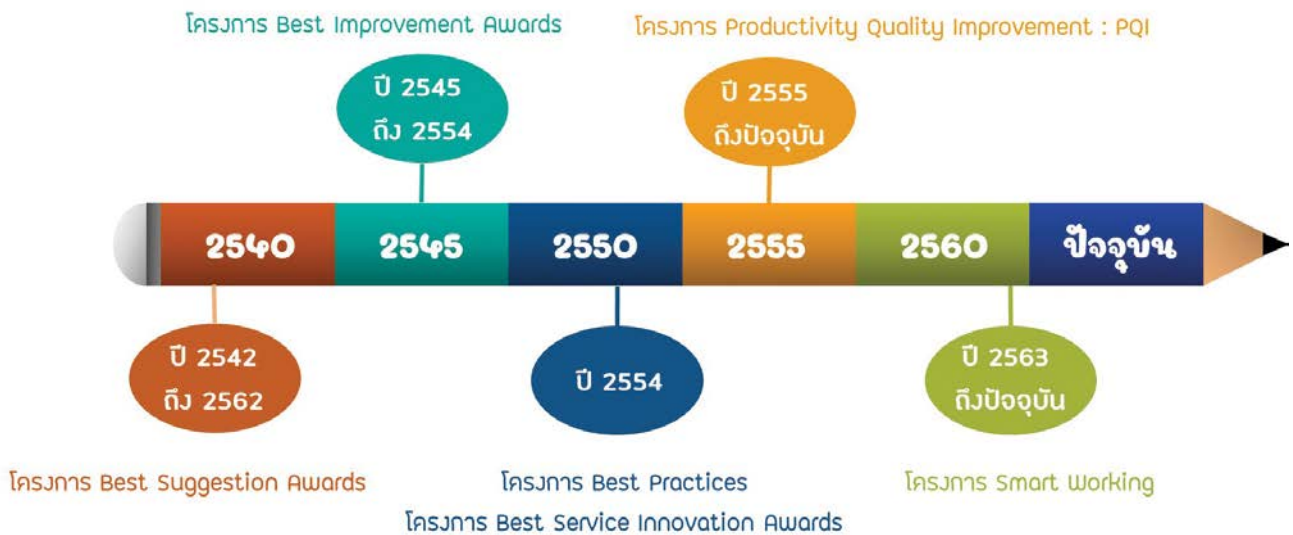 โครงการ Best Improvement Awards
โครงการ Productivity Quality Improvement : PQI
ปี 2545
ถึง 2554
ปี 2555
ถึงปัจจุบัน
2540
2545
2550
2555
2560
ปัจจุบัน
ปี 2542
ถึง 2562
ปี 2554
ปี 2563
ถึงปัจจุบัน
โครงการ Best Suggestion Awards
โครงการ Best Practices
โครงการ Best Service Innovation Awards
โครงการ Smart Working